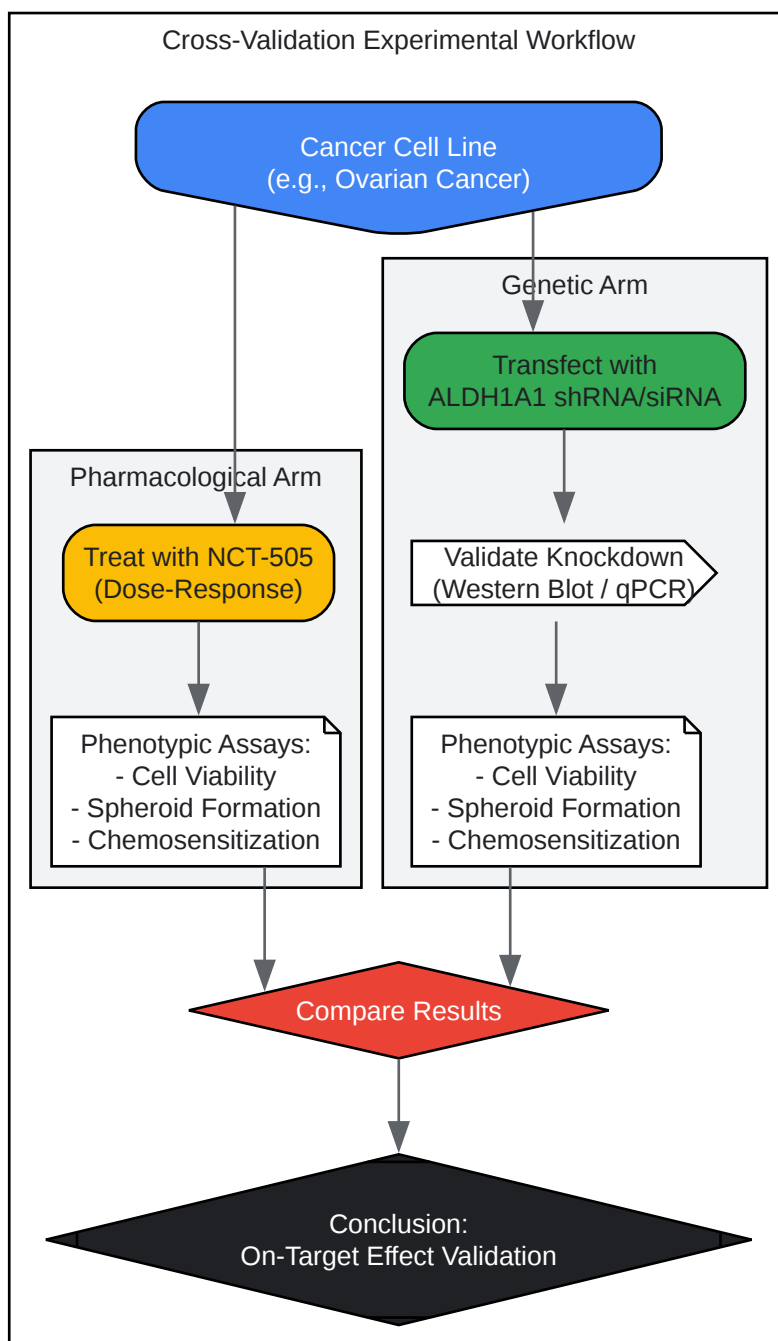 Cross-Validation Experimental Workflow
Cancer Cell Line
(e.g., Ovarian Cancer)
Genetic Arm
Transfect with
ALDH1A1 shRNA/siRNA
Pharmacological Arm
Treat with NCT-505
(Dose-Response)
Validate Knockdown
(Western Blot / qPCR)
Phenotypic Assays:
- Cell Viability
- Spheroid Formation
- Chemosensitization
Phenotypic Assays:
- Cell Viability
- Spheroid Formation
- Chemosensitization
Compare Results
Conclusion:
On-Target Effect Validation